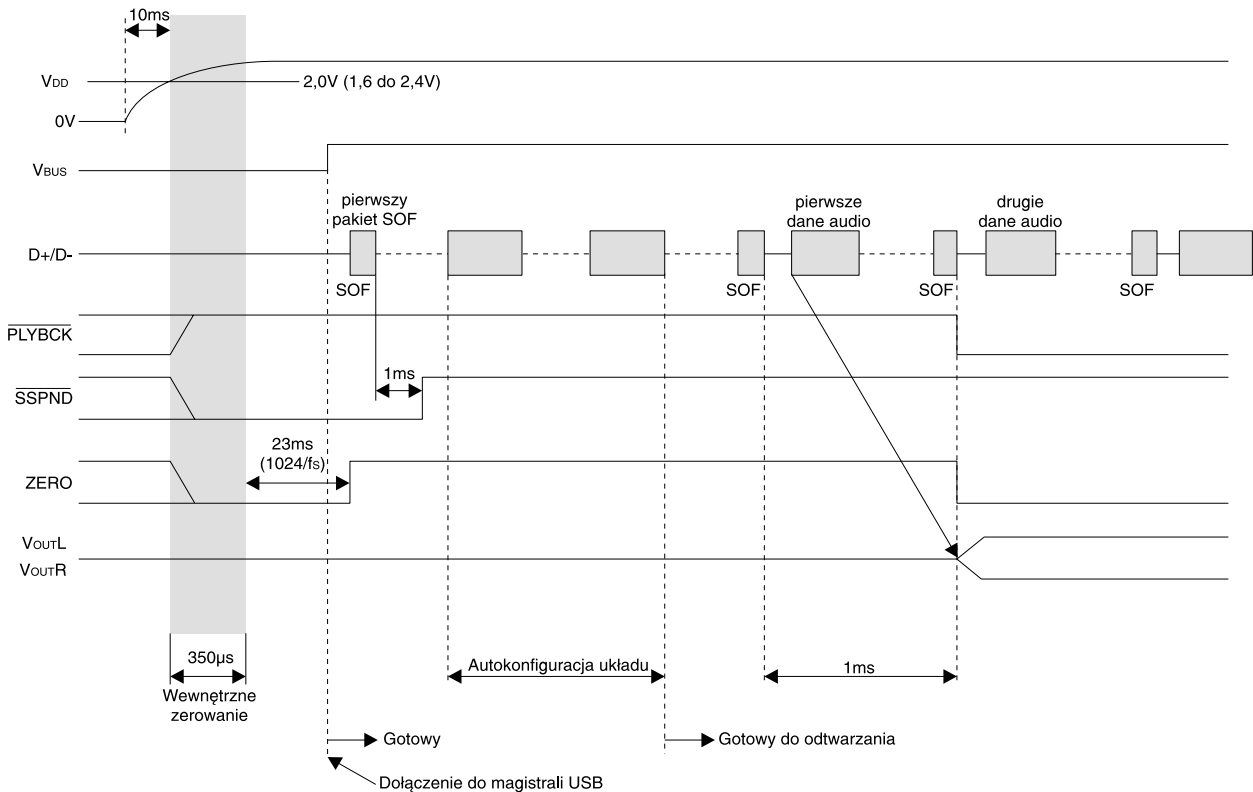 10ms
VDD
2,0V (1,6 do 2,4V)
0V
VBUS
pierwszy
pakiet SOF
pierwsze
dane audio
drugie
dane audio
D+/D-
SOF
SOF
SOF
SOF
PLYBCK
1ms
SSPND
23ms
(1024/fs)
ZERO
VOUTL
VOUTR
350µs
Autokonfiguracja układu
1ms
Wewnętrzne
zerowanie
Gotowy
Gotowy do odtwarzania
Dołączenie do magistrali USB